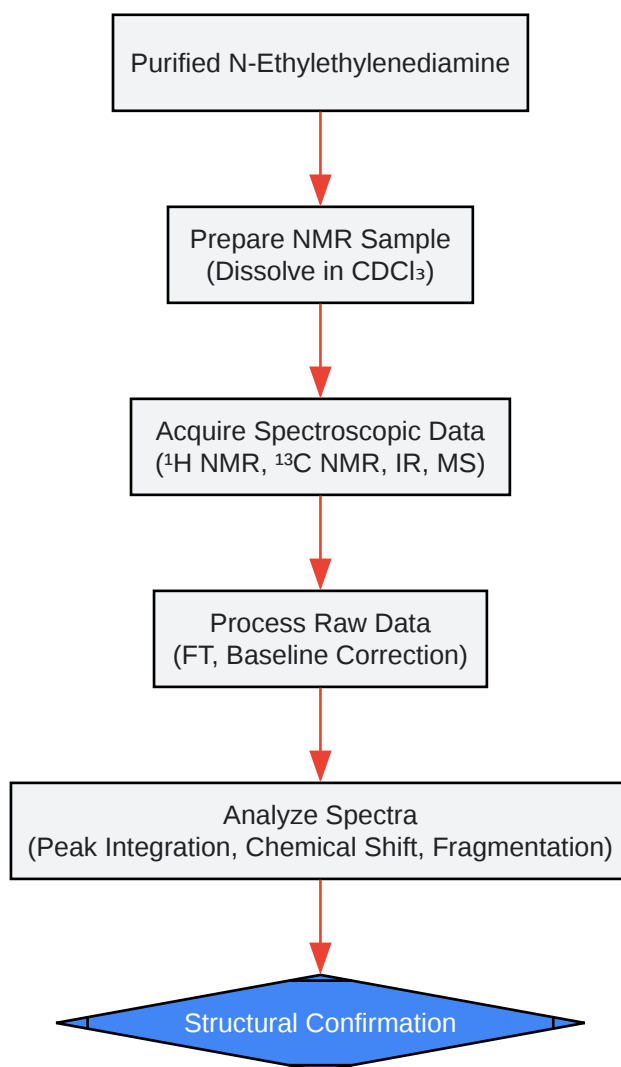 Purified N-Ethylethylenediamine
Prepare NMR Sample
(Dissolve in CDCl₃)
Acquire Spectroscopic Data
(¹H NMR, ¹³C NMR, IR, MS)
Process Raw Data
(FT, Baseline Correction)
Analyze Spectra
(Peak Integration, Chemical Shift, Fragmentation)
Structural Confirmation